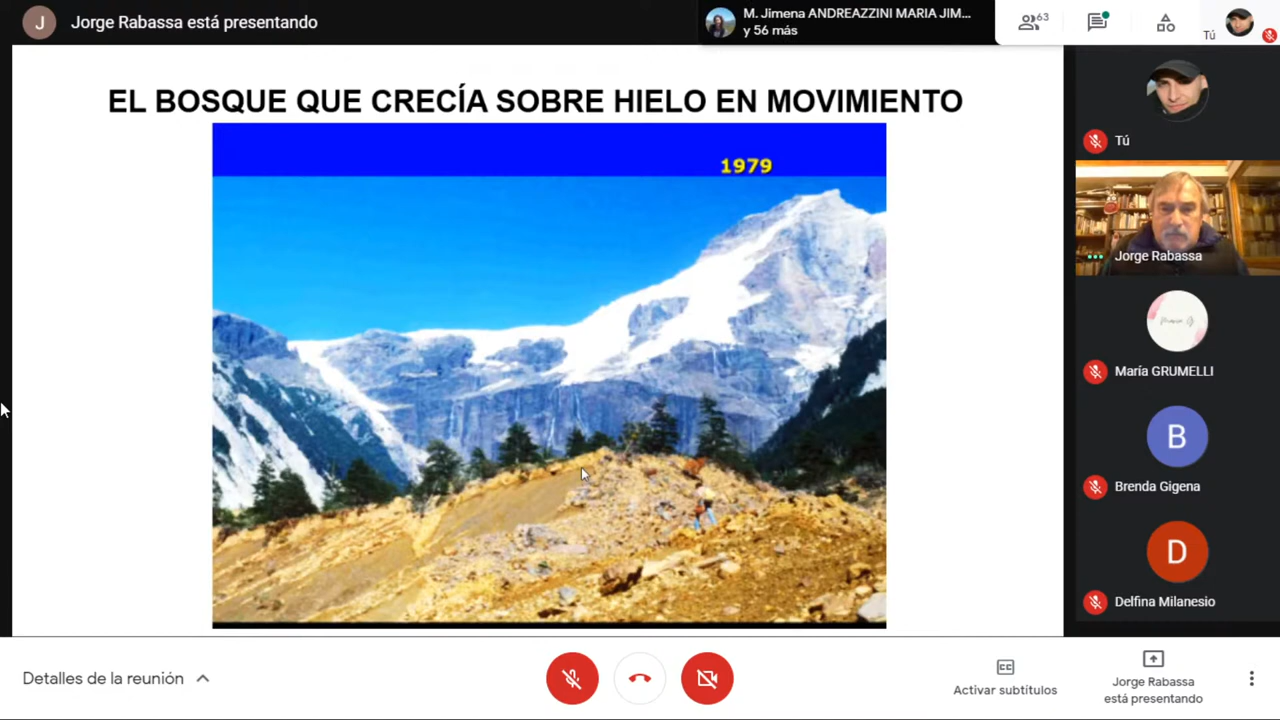 J
Jorge Rabassa está presentando
M. Jimena ANDREAZZINI MARIA JIM...
y 56 más
63
Tú
EL BOSQUE QUE CRECÍA SOBRE HIELO EN MOVIMIENTO
1979
Tú
Jorge Rabassa
María GRUMELLI
B
Brenda Gigena
D
Delfina Milanesio
Detalles de la reunión
CC
Activar subtítulos
Jorge Rabassa
está presentando